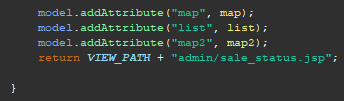 model.addAttribute("map", map);
model.addAttribute("list", list);
model.addAttribute("map2", map2);
return VIEW_PATH + "admin/sale_status.jsp";
}